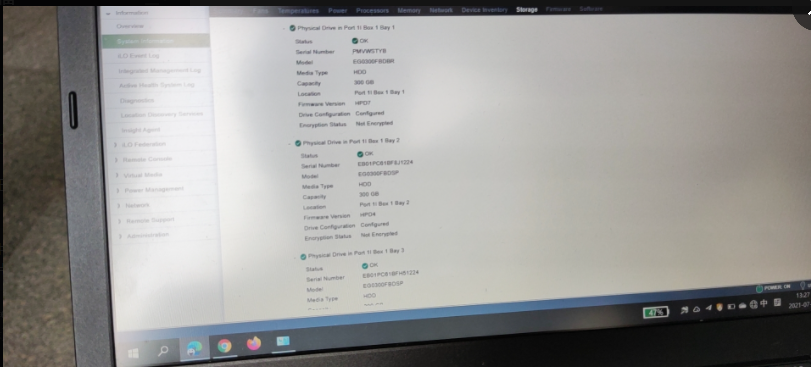 Information
Fans Temperatures Power Processors Memory Network Device Inventory Storage Firmware Software
Overview
System Information
iLO Event Log
Integrated Management Log
Active Health System Log
Diagnostics
Location Discovery Services
Insight Agent
iLO Federation
Remote Console
Virtual Media
Power Management
Network
Remote Support
Administration
Physical Drive in Port 1I Box 1 Bay 1
Status OK
Serial Number PMVW5TYB
Model EG0300FBDBR
Media Type HDD
Capacity 300 GB
Location Port 1I Box 1 Bay 1
Firmware Version HPD7
Drive Configuration Configured
Encryption Status Not Encrypted
Physical Drive in Port 1I Box 1 Bay 2
Status OK
Serial Number EB01PC81BFXJ1224
Model EG0300FBDSP
Media Type HDD
Capacity 300 GB
Location Port 1I Box 1 Bay 2
Firmware Version HPD4
Drive Configuration Configured
Encryption Status Not Encrypted
Physical Drive in Port 1I Box 1 Bay 3
Status OK
Serial Number EB01PC81BFH51224
Model EG0300FBDSP
Media Type HDD
POWER: ON
47%
中
13:27
2021-07